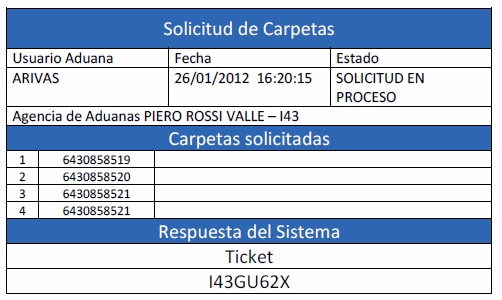 Solicitud de Carpetas
Usuario Aduana Fecha Estado
ARIVAS 26/01/2012 16:20:15 SOLICITUD EN
PROCESO
Agencia de Aduanas PIERO ROSSI VALLE – I43
Carpetas solicitadas
1 6430858519
2 6430858520
3 6430858521
4 6430858521
Respuesta del Sistema
Ticket
I43GU62X